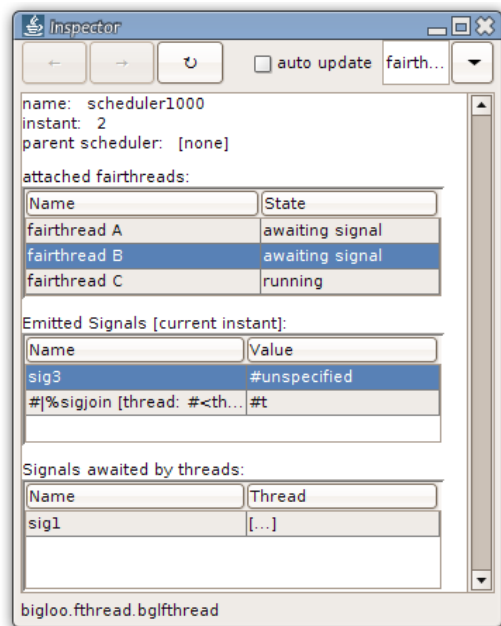 Inspector
auto update fairth...
name: scheduler1000
instant: 2
parent scheduler: [none]
attached fairthreads:
Name State
fairthread A awaiting signal
fairthread B awaiting signal
fairthread C running
Emitted Signals [current instant]:
Name Value
sig3 #unspecified
#|%sigjoin [thread: #<th... #t
Signals awaited by threads:
Name Thread
sig1 [...]
bigloo.fthread.bglfthread